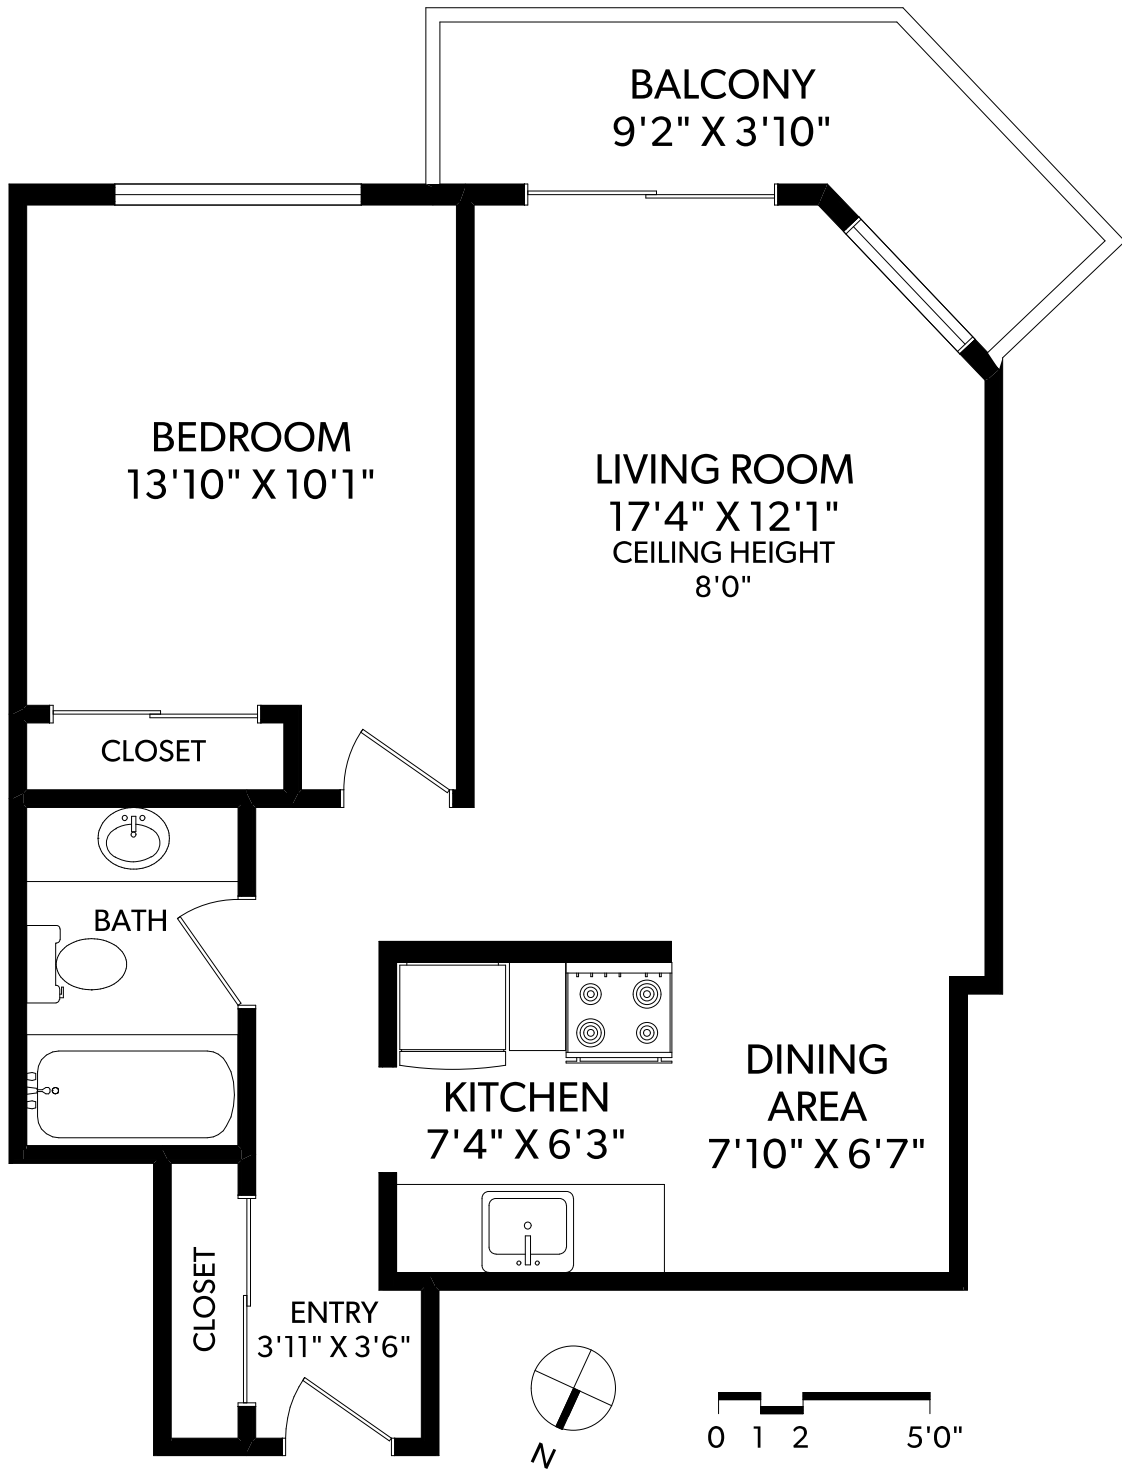 BALCONY
9'2" X 3'10"
BEDROOM
13'10" X 10'1"
LIVING ROOM
17'4" X 12'1"
CEILING HEIGHT
8'0"
CLOSET
BATH
KITCHEN
7'4" X 6'3"
DINING
AREA
7'10" X 6'7"
CLOSET
ENTRY
3'11" X 3'6"
N
0 1 2 5'0"